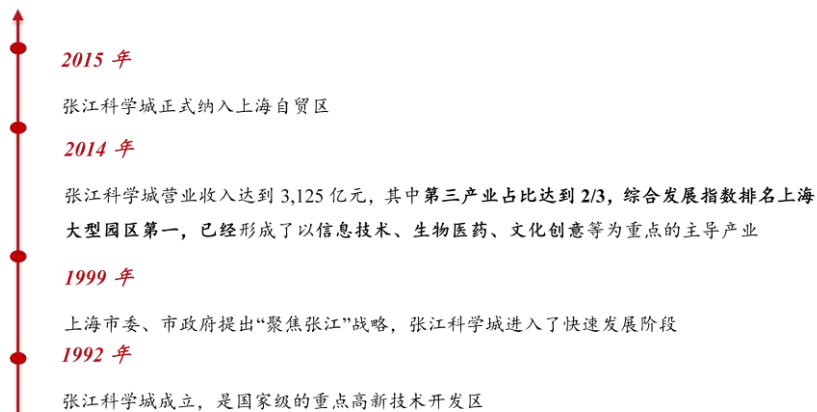 2015 年
张江科学城正式纳入上海自贸区
2014 年
张江科学城营业收入达到 3,125 亿元，其中第三产业占比达到 2/3，综合发展指数排名上海
大型园区第一，已经形成了以信息技术、生物医药、文化创意等为重点的主导产业
1999 年
上海市委、市政府提出“聚焦张江”战略，张江科学城进入了快速发展阶段
1992 年
张江科学城成立，是国家级的重点高新技术开发区